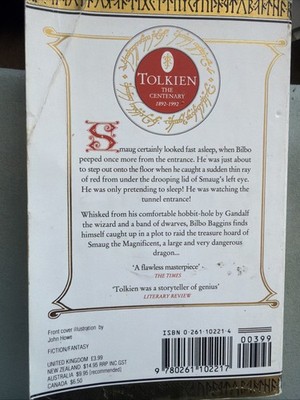 TOLKIEN
THE
CENTENARY
1892-1992
Smaug certainly looked fast asleep, when Bilbo
peeped once more from the entrance. He was just about
to step out onto the floor when he caught a sudden thin ray
of red from under the drooping lid of Smaug's left eye.
He was only pretending to sleep! He was watching the
tunnel entrance!
Whisked from his comfortable hobbit-hole by Gandalf
the wizard and a band of dwarves, Bilbo Baggins finds
himself caught up in a plot to raid the treasure hoard of
Smaug the Magnificent, a large and very dangerous
dragon...
'A flawless masterpiece'
THE TIMES
'Tolkien was a storyteller of genius'
LITERARY REVIEW
Front cover illustration by
John Howe
FICTION/FANTASY
UNITED KINGDOM £3.99
NEW ZEALAND $14.95 RRP INC GST
AUSTRALIA $9.95 (recommended)
CANADA $6.50
ISBN 0-261-10221-4
00399
9 780261 102217